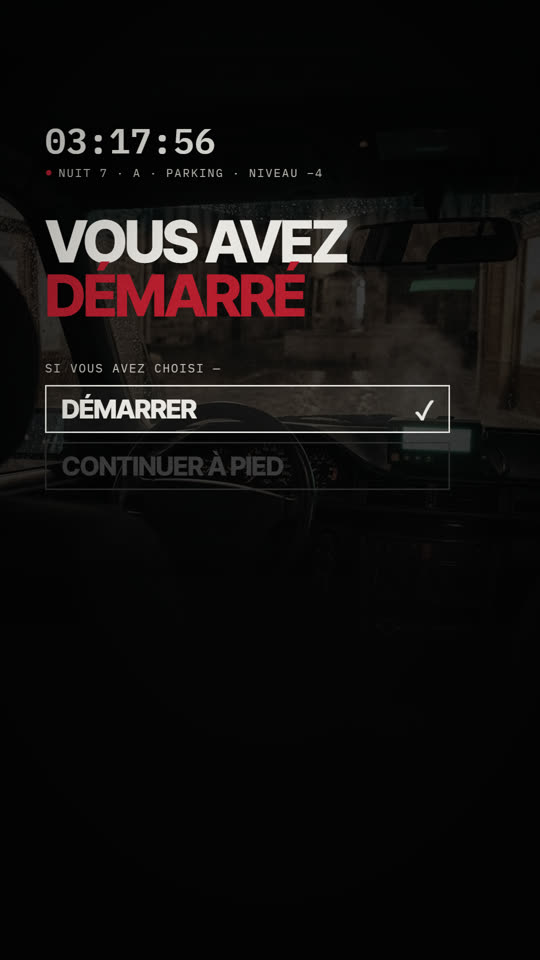 03:17:56
NUIT 7 · A · PARKING · NIVEAU −4
VOUS AVEZ
DÉMARRÉ
SI VOUS AVEZ CHOISI —
DÉMARRER ✓
CONTINUER À PIED